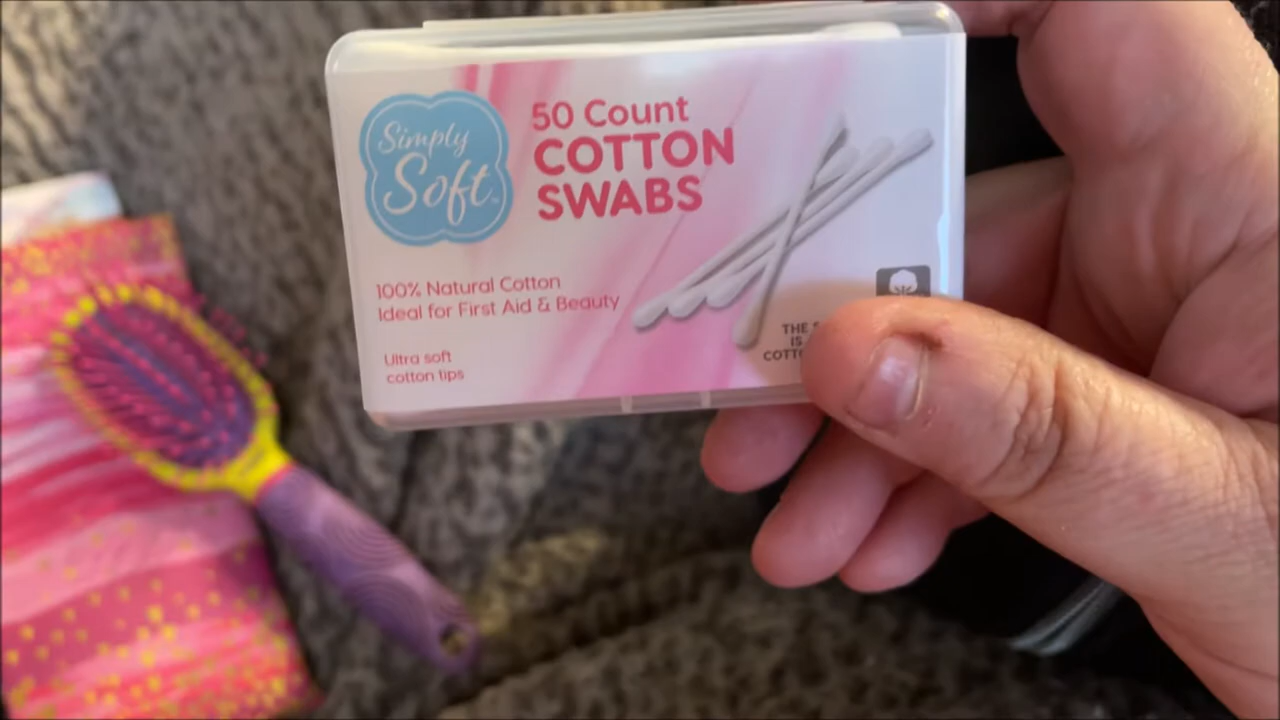 Simply
Soft
50 Count
COTTON
SWABS
100% Natural Cotton
Ideal for First Aid & Beauty
Ultra soft
cotton tips
THE
IS